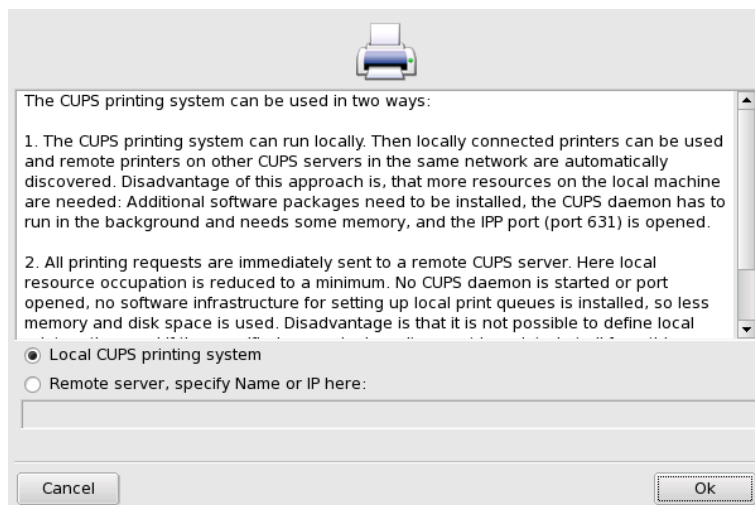 The CUPS printing system can be used in two ways:
1. The CUPS printing system can run locally. Then locally connected printers can be used
and remote printers on other CUPS servers in the same network are automatically
discovered. Disadvantage of this approach is, that more resources on the local machine
are needed: Additional software packages need to be installed, the CUPS daemon has to
run in the background and needs some memory, and the IPP port (port 631) is opened.
2. All printing requests are immediately sent to a remote CUPS server. Here local
resource occupation is reduced to a minimum. No CUPS daemon is started or port
opened, no software infrastructure for setting up local print queues is installed, so less
memory and disk space is used. Disadvantage is that it is not possible to define local
Local CUPS printing system
Remote server, specify Name or IP here:
Cancel
Ok